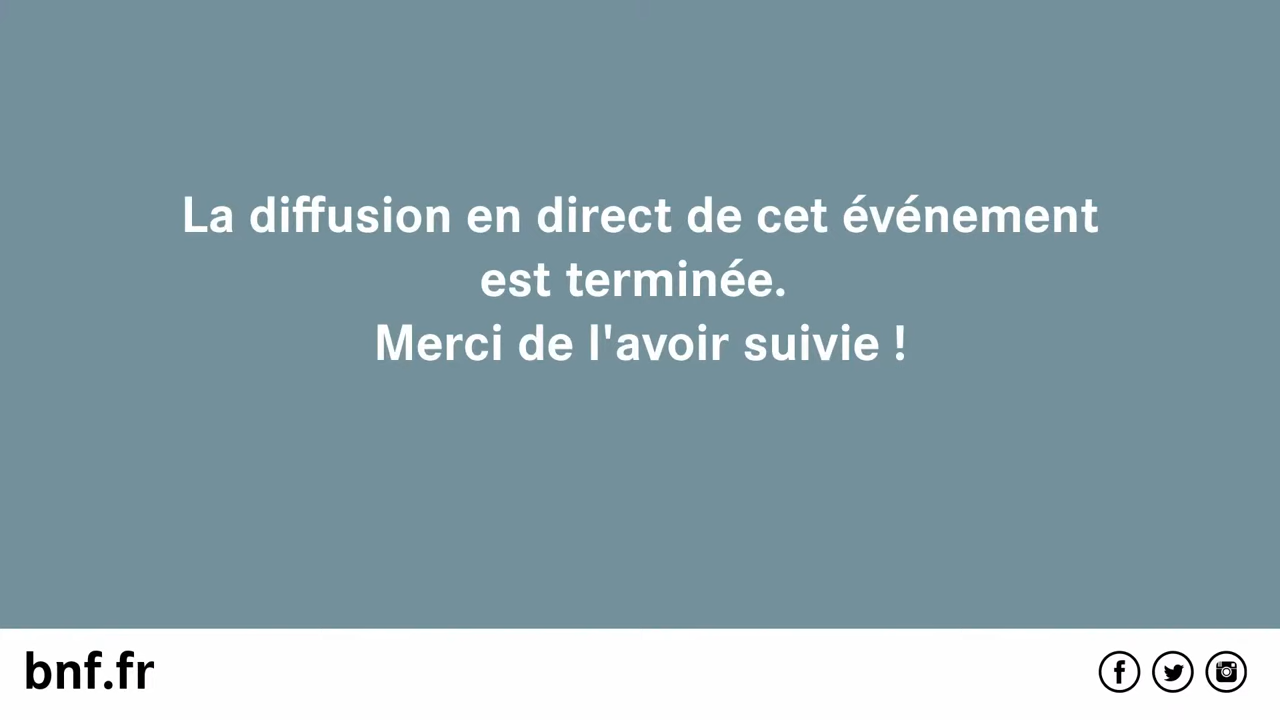 La diffusion en direct de cet événement
est terminée.
Merci de l'avoir suivie !
bnf.fr